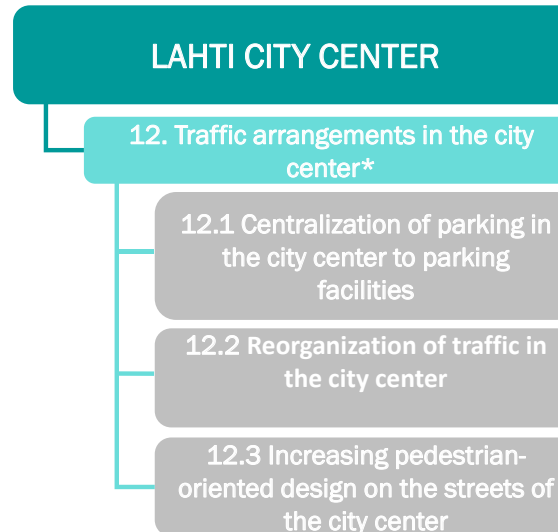 LAHTI CITY CENTER
12. Traffic arrangements in the city
center*
12.1 Centralization of parking in
the city center to parking
facilities
12.2 Reorganization of traffic in
the city center
12.3 Increasing pedestrian-
oriented design on the streets of
the city center